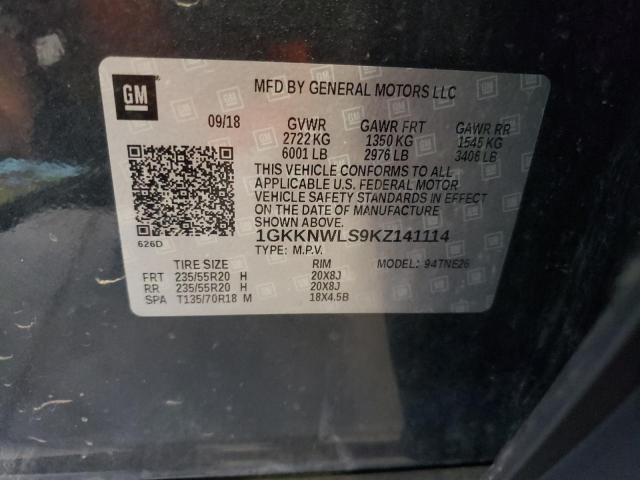 GM
MFD BY GENERAL MOTORS LLC
09/18 GVWR GAWR FRT GAWR RR
2722 KG 1350 KG 1545 KG
6001 LB 2976 LB 3406 LB
THIS VEHICLE CONFORMS TO ALL
APPLICABLE U.S. FEDERAL MOTOR
VEHICLE SAFETY STANDARDS IN EFFECT
ON THE DATE OF MANUFACTURE
SHOWN ABOVE.
1GKKNWLS9KZ141114
626D
TYPE: M.P.V. MODEL: 94TNE26
TIRE SIZE RIM
FRT 235/55R20 H 20X8J
RR 235/55R20 H 20X8J
SPA T135/70R18 M 18X4.5B